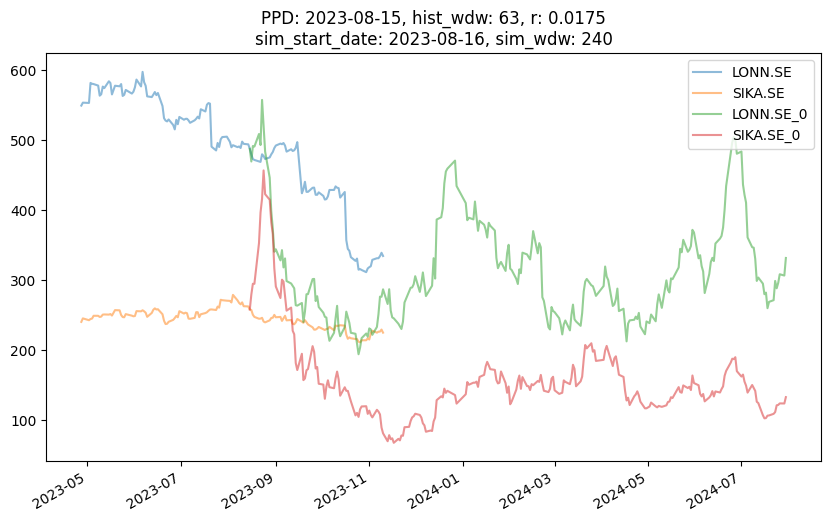 PPD: 2023-08-15, hist_wdw: 63, r: 0.0175
sim_start_date: 2023-08-16, sim_wdw: 240
600
500
400
300
200
100
LONN.SE
SIKA.SE
LONN.SE_0
SIKA.SE_0
2023-05
2023-07
2023-09
2023-11
2024-01
2024-03
2024-05
2024-07